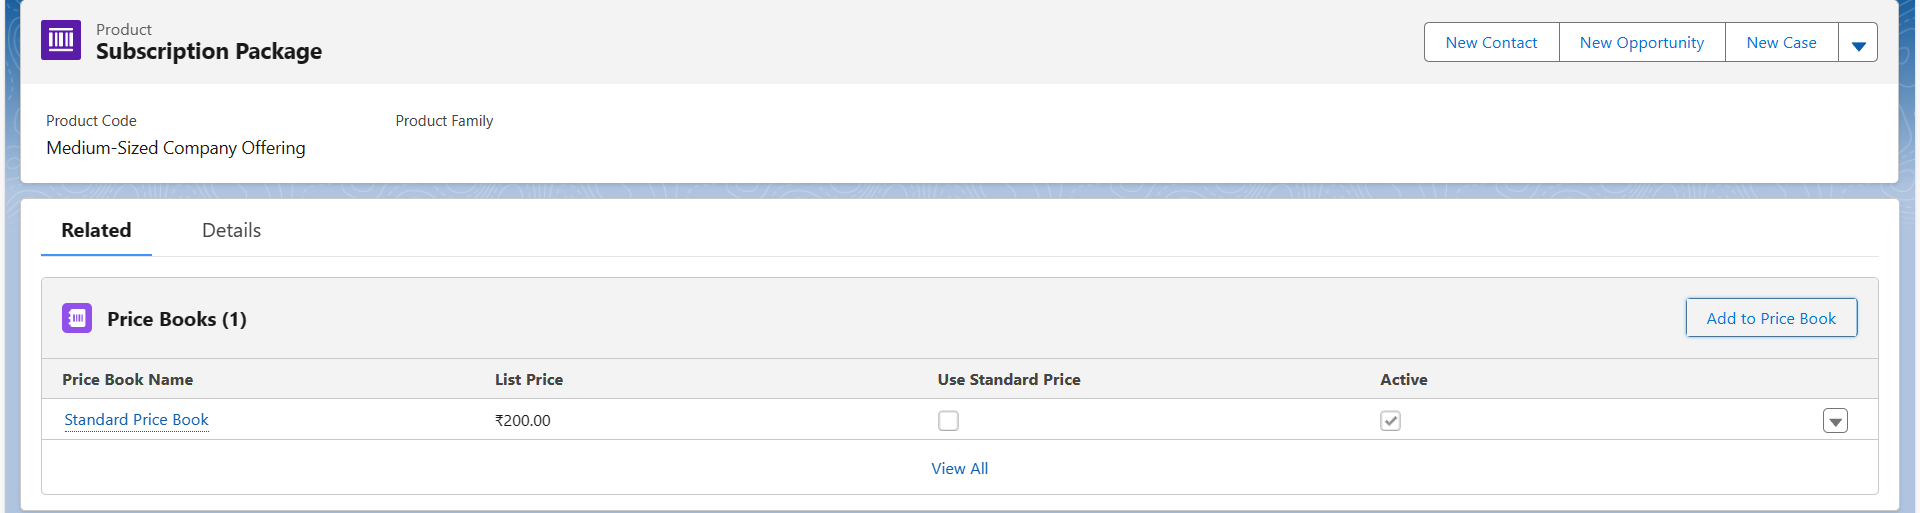 Product
Subscription Package
New Contact New Opportunity New Case
Product Code Product Family
Medium-Sized Company Offering
Related Details
Price Books (1) Add to Price Book
Price Book Name List Price Use Standard Price Active
Standard Price Book ₹200.00
View All